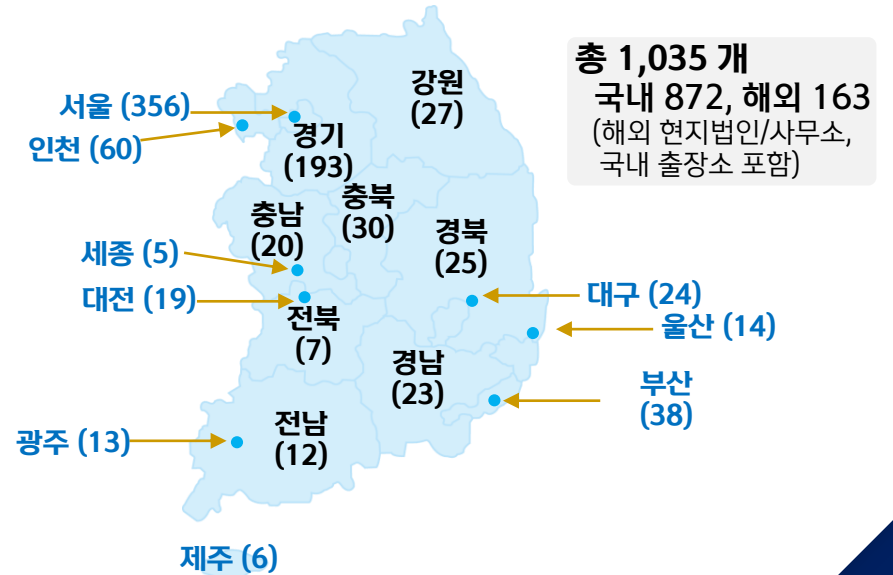 총 1,035 개
국내 872, 해외 163
(해외 현지법인/사무소,
국내 출장소 포함)
강원
(27)
서울 (356)
인천 (60)
경기
(193)
충북
(30)
충남
(20)
경북
(25)
세종 (5)
대전 (19)
대구 (24)
전북
(7)
울산 (14)
경남
(23)
부산
(38)
광주 (13)
전남
(12)
제주 (6)